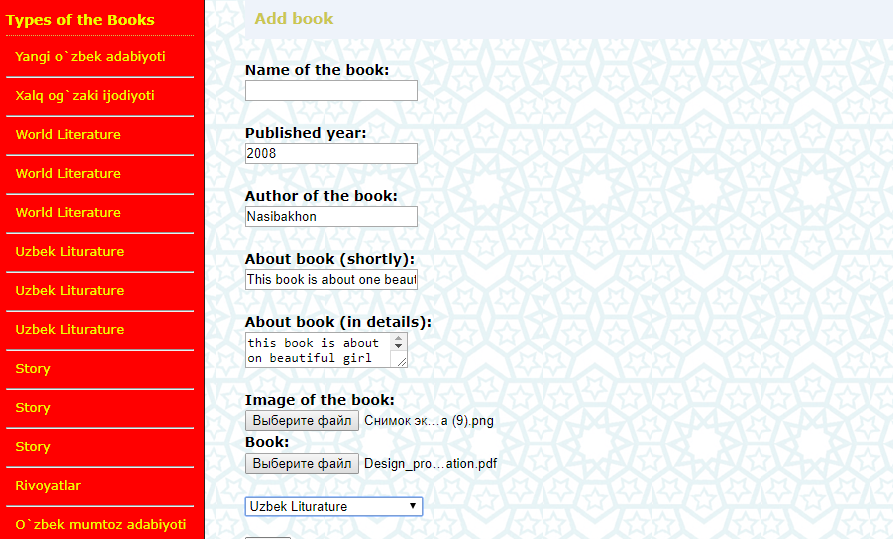 Types of the Books
Yangi o`zbek adabiyoti
Xalq og`zaki ijodiyoti
World Literature
World Literature
World Literature
Uzbek Liturature
Uzbek Liturature
Uzbek Liturature
Story
Story
Story
Rivoyatlar
O`zbek mumtoz adabiyoti
Add book
Name of the book:
Published year:
2008
Author of the book:
Nasibakhon
About book (shortly):
This book is about one beaut
About book (in details):
this book is about
on beautiful girl
Image of the book:
Выберите файл Снимок эк...а (9).png
Book:
Выберите файл Design_pro...ation.pdf
Uzbek Liturature